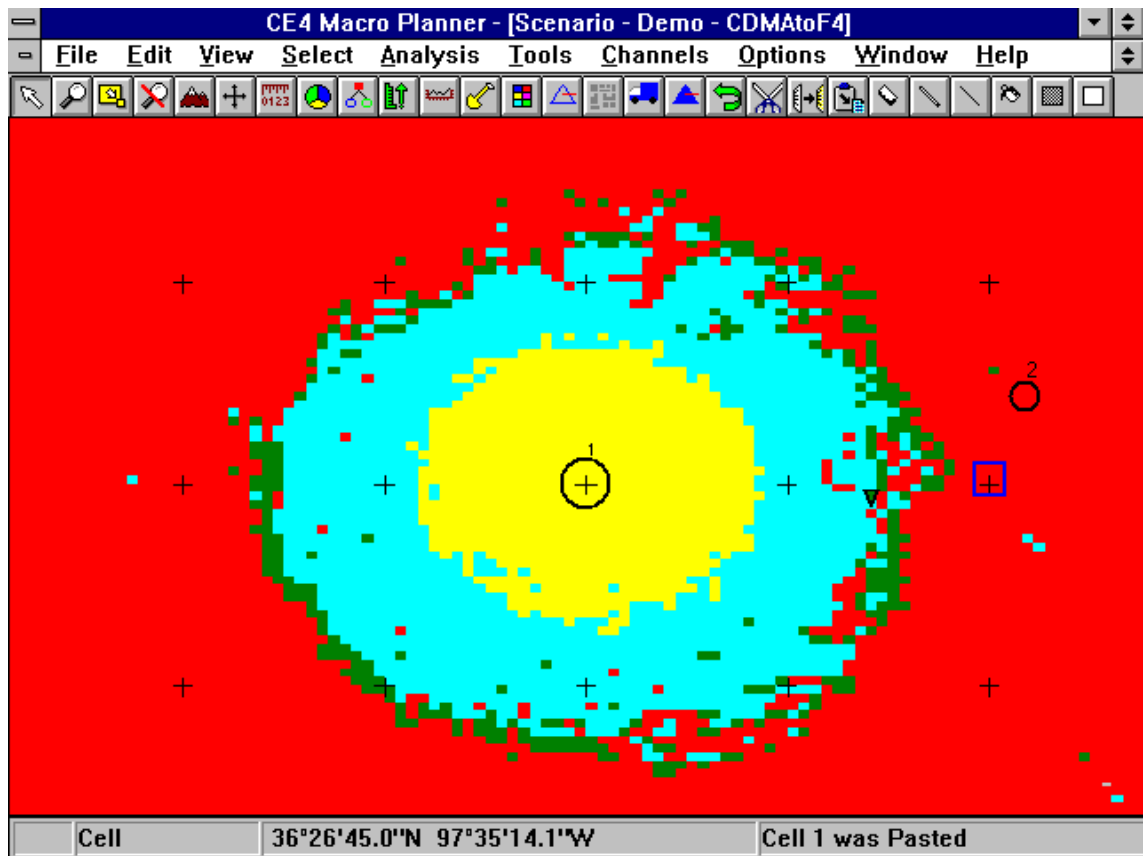 CE4 Macro Planner - [Scenario - Demo - CDMAtoF4]
File Edit View Select Analysis Tools Channels Options Window Help
0123
2
1
Cell 36°26'45.0"N 97°35'14.1"W Cell 1 was Pasted